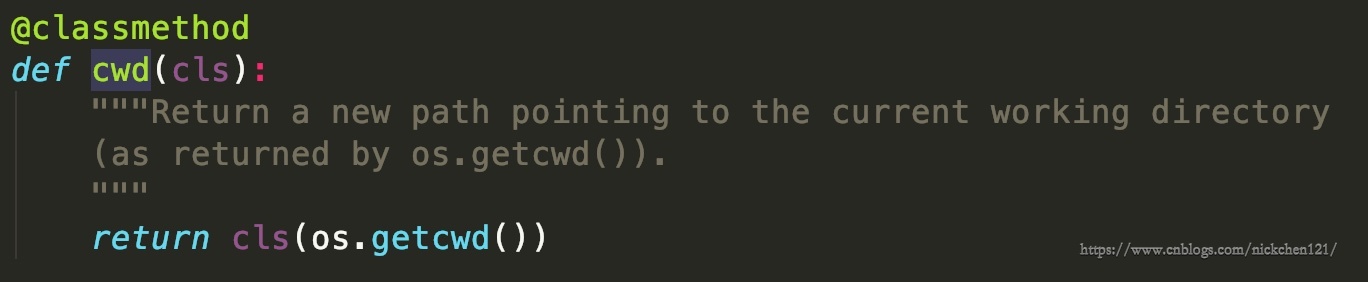 @classmethod
def cwd(cls):
    """Return a new path pointing to the current working directory
    (as returned by os.getcwd()).
    """
    return cls(os.getcwd())
https://www.cnblogs.com/nickchen121/